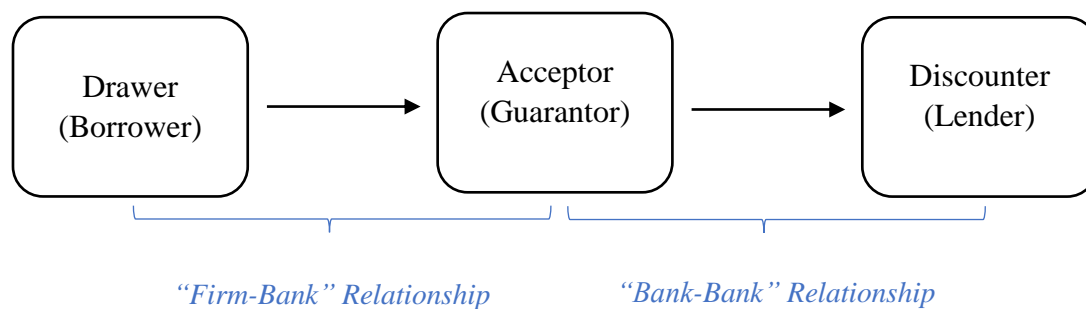 Drawer
(Borrower)
Acceptor
(Guarantor)
Discounter
(Lender)
“Firm-Bank” Relationship
“Bank-Bank” Relationship